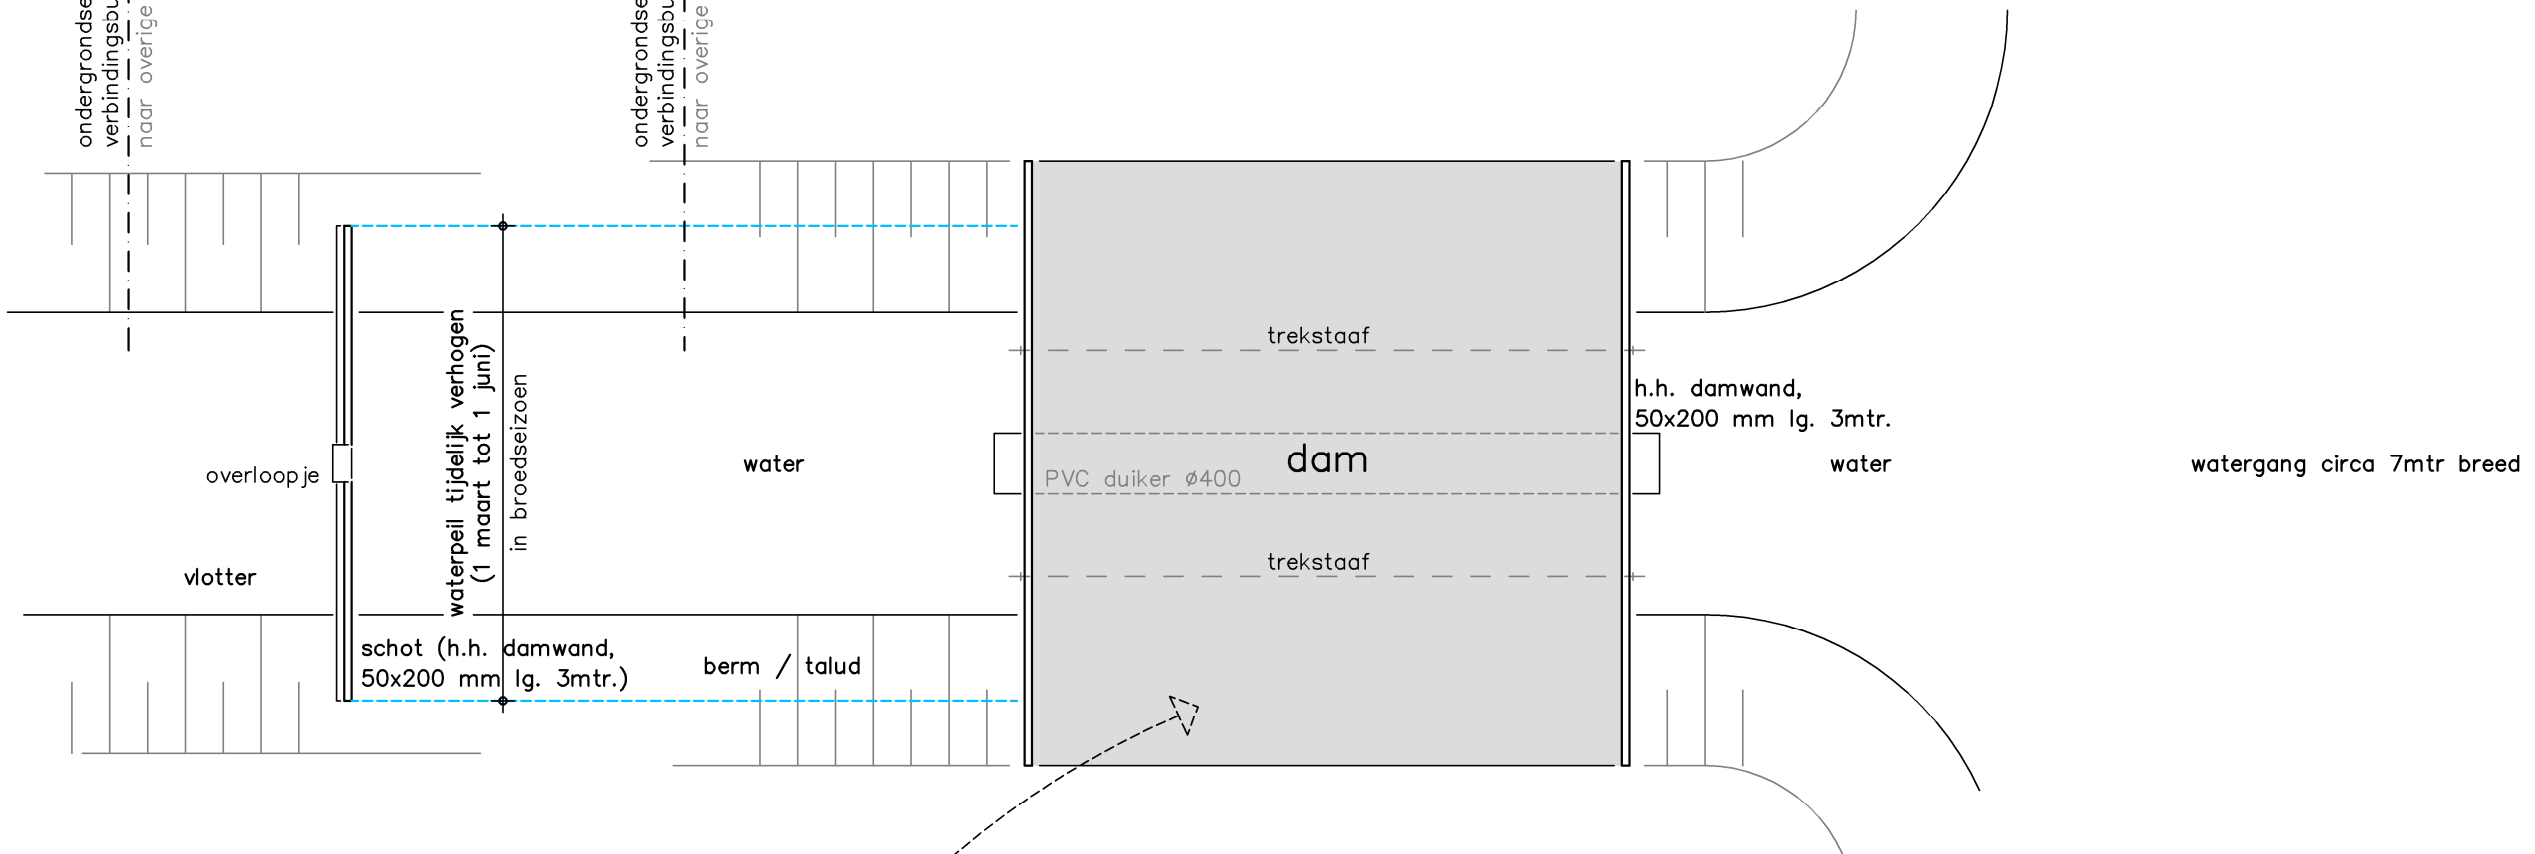 ondergrondse
naar overige
ondergrondse
naar overige
trekstaaf
h.h. damwand,
50x200 mm lg. 3mtr.
waterpeil tijdelijk verhogen
(1 maart tot 1 juni)
in broedseizoen
overloopje
water
dam
PVC duiker ø400
water
watergang circa 7mtr breed
trekstaaf
vlotter
schot (h.h. damwand,
50x200 mm lg. 3mtr.)
berm / talud